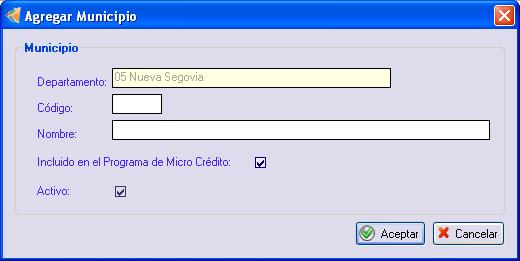 Agregar Municipio
Municipio
Departamento: 05 Nueva Segovia
Código:
Nombre:
Incluido en el Programa de Micro Crédito:
Activo:
Aceptar Cancelar